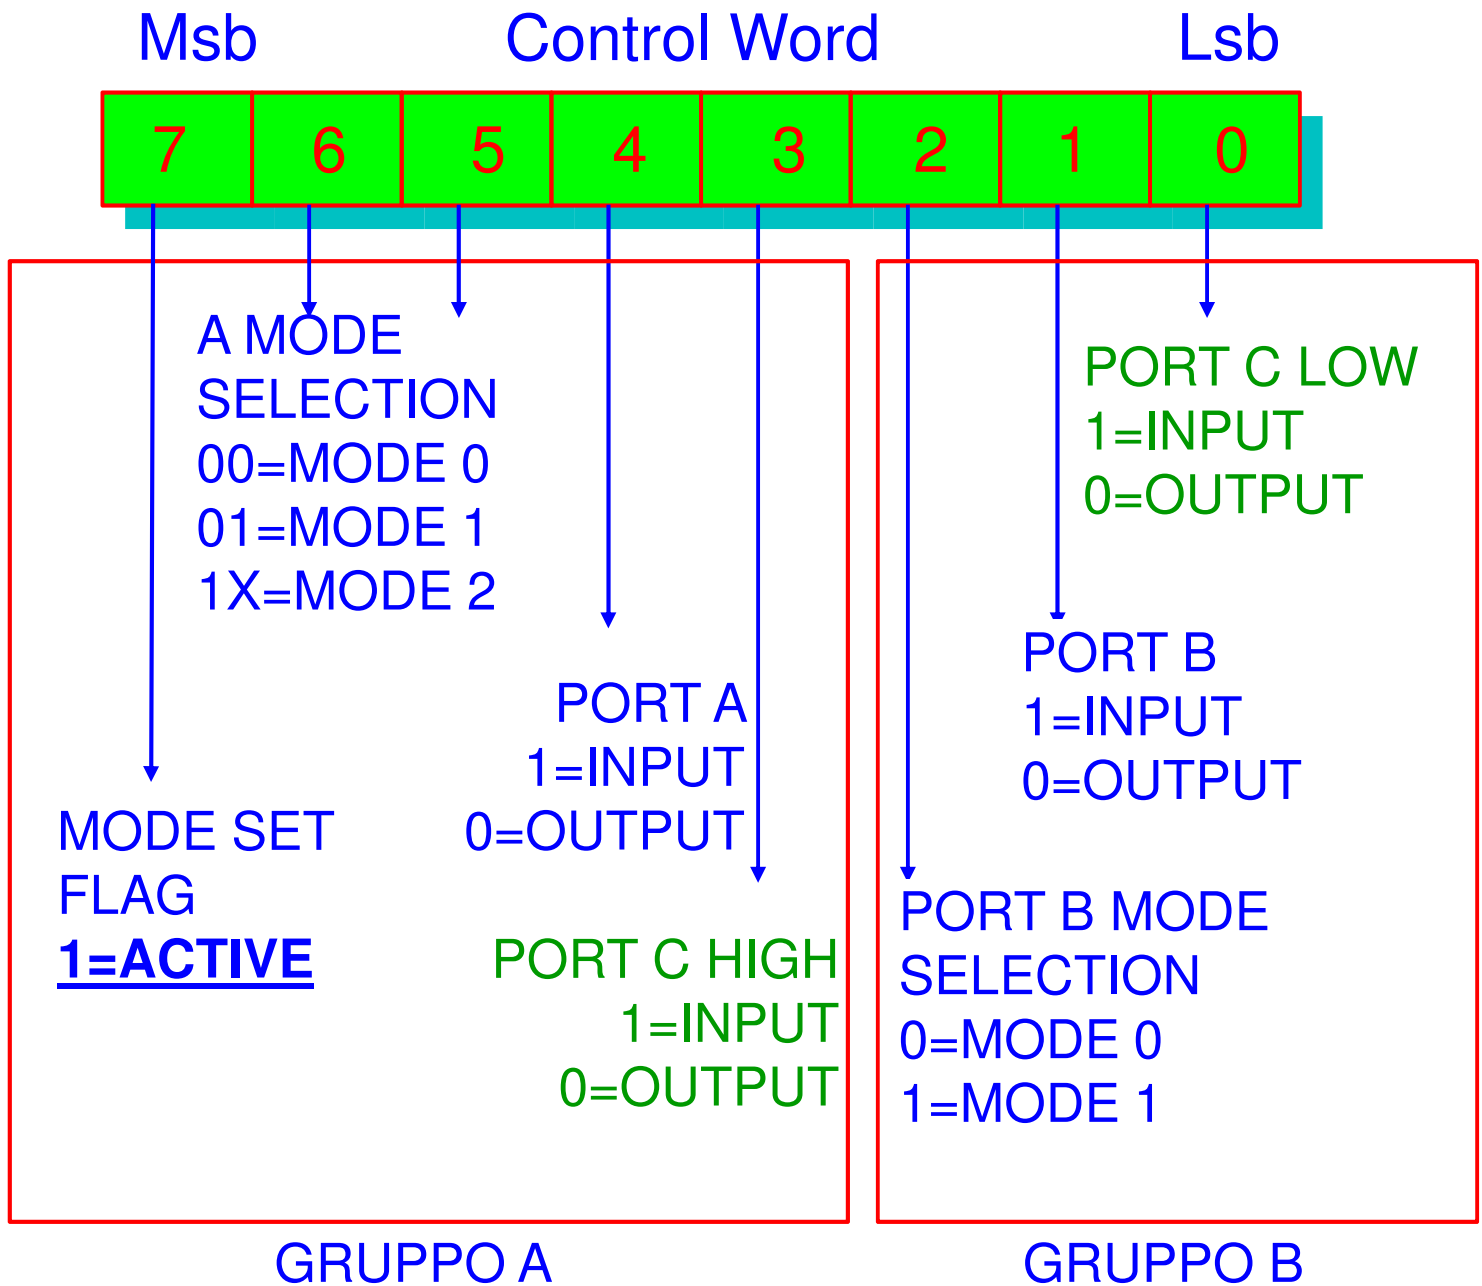 Msb Control Word Lsb
7 6 5 4 3 2 1 0
A MODE
SELECTION
00=MODE 0
01=MODE 1
1X=MODE 2
PORT A
1=INPUT
0=OUTPUT
MODE SET
FLAG
1=ACTIVE
PORT C HIGH
1=INPUT
0=OUTPUT
GRUPPO A
PORT C LOW
1=INPUT
0=OUTPUT
PORT B
1=INPUT
0=OUTPUT
PORT B MODE
SELECTION
0=MODE 0
1=MODE 1
GRUPPO B